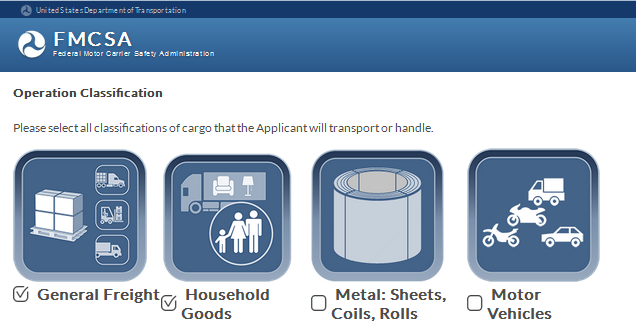 United States Department of Transportation
FMCSA
Federal Motor Carrier Safety Administration
Operation Classification
Please select all classifications of cargo that the Applicant will transport or handle.
General Freight
Household
Goods
Metal: Sheets,
Coils, Rolls
Motor
Vehicles